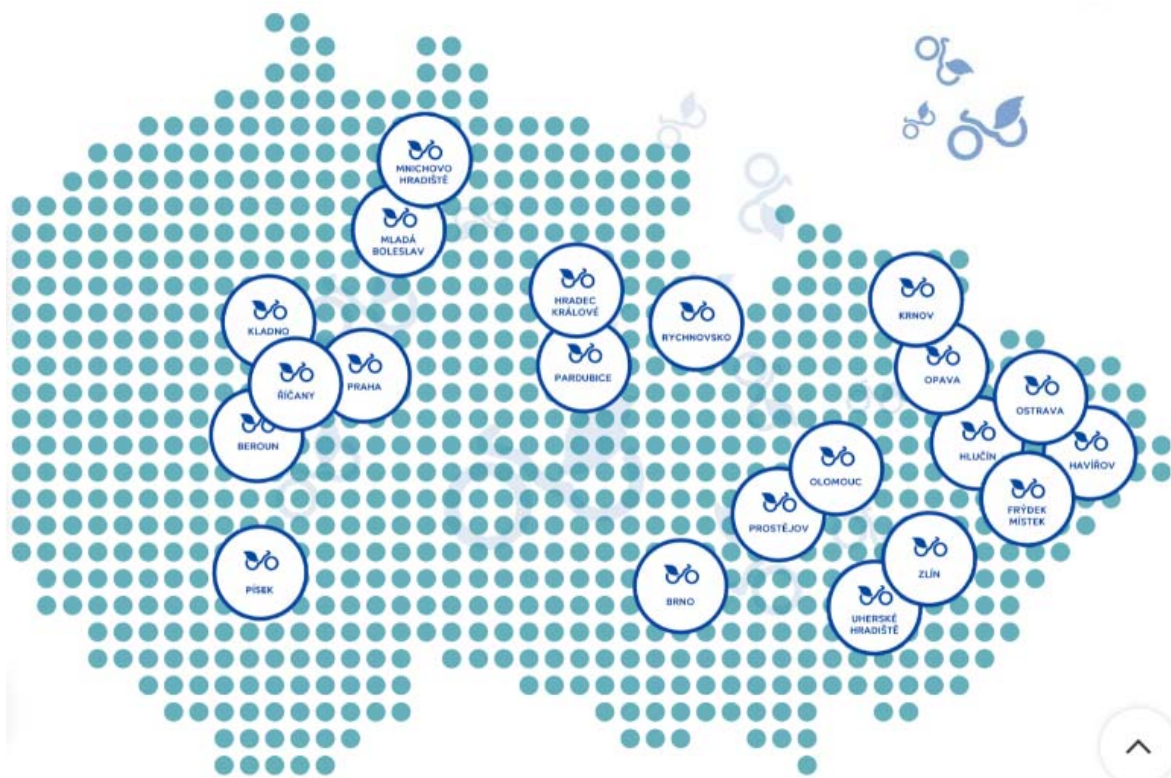 MNICHOVO
HRADIŠTĚ
MLADÁ
BOLESLAV
HRADEC
KRÁLOVÉ
KRNOV
KLADNO
RYCHNOVSKO
ŘÍČANY
PRAHA
PARDUBICE
OPAVA
OSTRAVA
BEROUN
HLUČÍN
HAVÍŘOV
OLOMOUC
FRÝDEK
MÍSTEK
PROSTĚJOV
PÍSEK
BRNO
ZLÍN
UHERSKÉ
HRADIŠTĚ